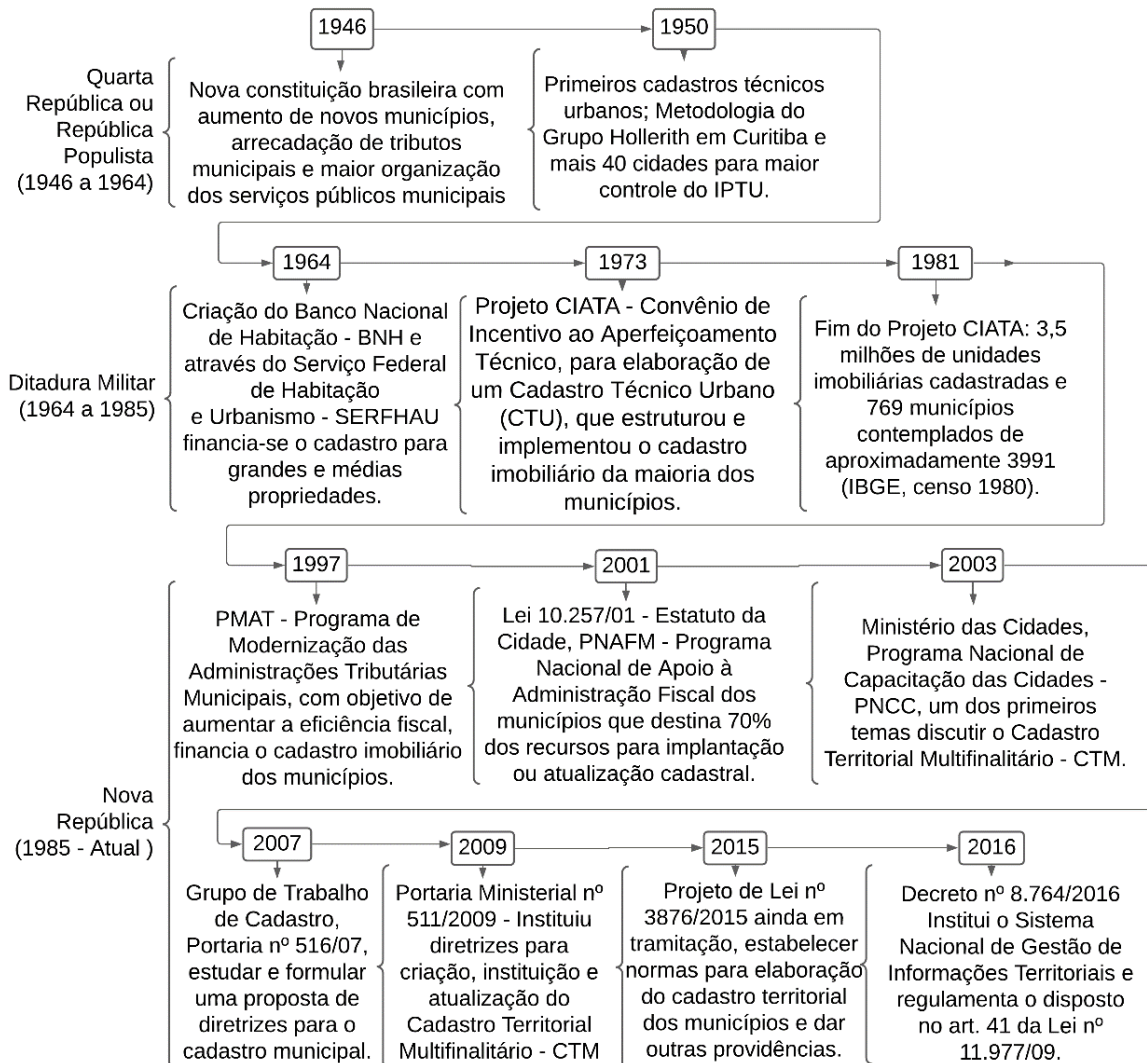 1946
1950
Quarta
República ou
República
Populista
(1946 a 1964)
Nova constituição brasileira com
aumento de novos municípios,
arrecadação de tributos
municipais e maior organização
dos serviços públicos municipais
Primeiros cadastros técnicos
urbanos; Metodologia do
Grupo Hollerith em Curitiba e
mais 40 cidades para maior
controle do IPTU.
1964
1973
1981
Ditadura Militar
(1964 a 1985)
Criação do Banco Nacional
de Habitação - BNH e
através do Serviço Federal
de Habitação
e Urbanismo - SERFHAU
financia-se o cadastro para
grandes e médias
propriedades.
Projeto CIATA - Convênio de
Incentivo ao Aperfeiçoamento
Técnico, para elaboração de
um Cadastro Técnico Urbano
(CTU), que estruturou e
implementou o cadastro
imobiliário da maioria dos
municípios.
Fim do Projeto CIATA: 3,5
milhões de unidades
imobiliárias cadastradas e
769 municípios
contemplados de
aproximadamente 3991
(IBGE, censo 1980).
1997
2001
2003
Nova
República
(1985 - Atual )
PMAT - Programa de
Modernização das
Administrações Tributárias
Municipais, com objetivo de
aumentar a eficiência fiscal,
financia o cadastro imobiliário
dos municípios.
Lei 10.257/01 - Estatuto da
Cidade, PNAFM - Programa
Nacional de Apoio à
Administração Fiscal dos
municípios que destina 70%
dos recursos para implantação
ou atualização cadastral.
Ministério das Cidades,
Programa Nacional de
Capacitação das Cidades -
PNCC, um dos primeiros
temas discutir o Cadastro
Territorial Multifinalitário - CTM.
2007
2009
2015
2016
Grupo de Trabalho
de Cadastro,
Portaria nº 516/07,
estudar e formular
uma proposta de
diretrizes para o
cadastro municipal.
Portaria Ministerial nº
511/2009 - Instituiu
diretrizes para
criação, instituição e
atualização do
Cadastro Territorial
Multifinalitário - CTM
Projeto de Lei nº
3876/2015 ainda em
tramitação, estabelecer
normas para elaboração
do cadastro territorial
dos municípios e dar
outras providências.
Decreto nº 8.764/2016
Institui o Sistema
Nacional de Gestão de
Informações Territoriais e
regulamenta o disposto
no art. 41 da Lei nº
11.977/09.